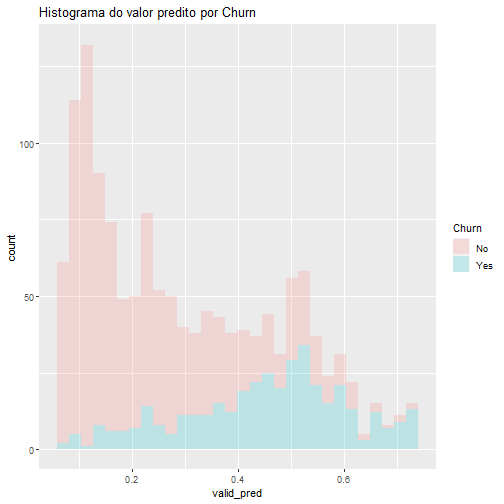 Histograma do valor predito por Churn
count
100
50
0
0.2
0.4
0.6
valid_pred
Churn
No
Yes